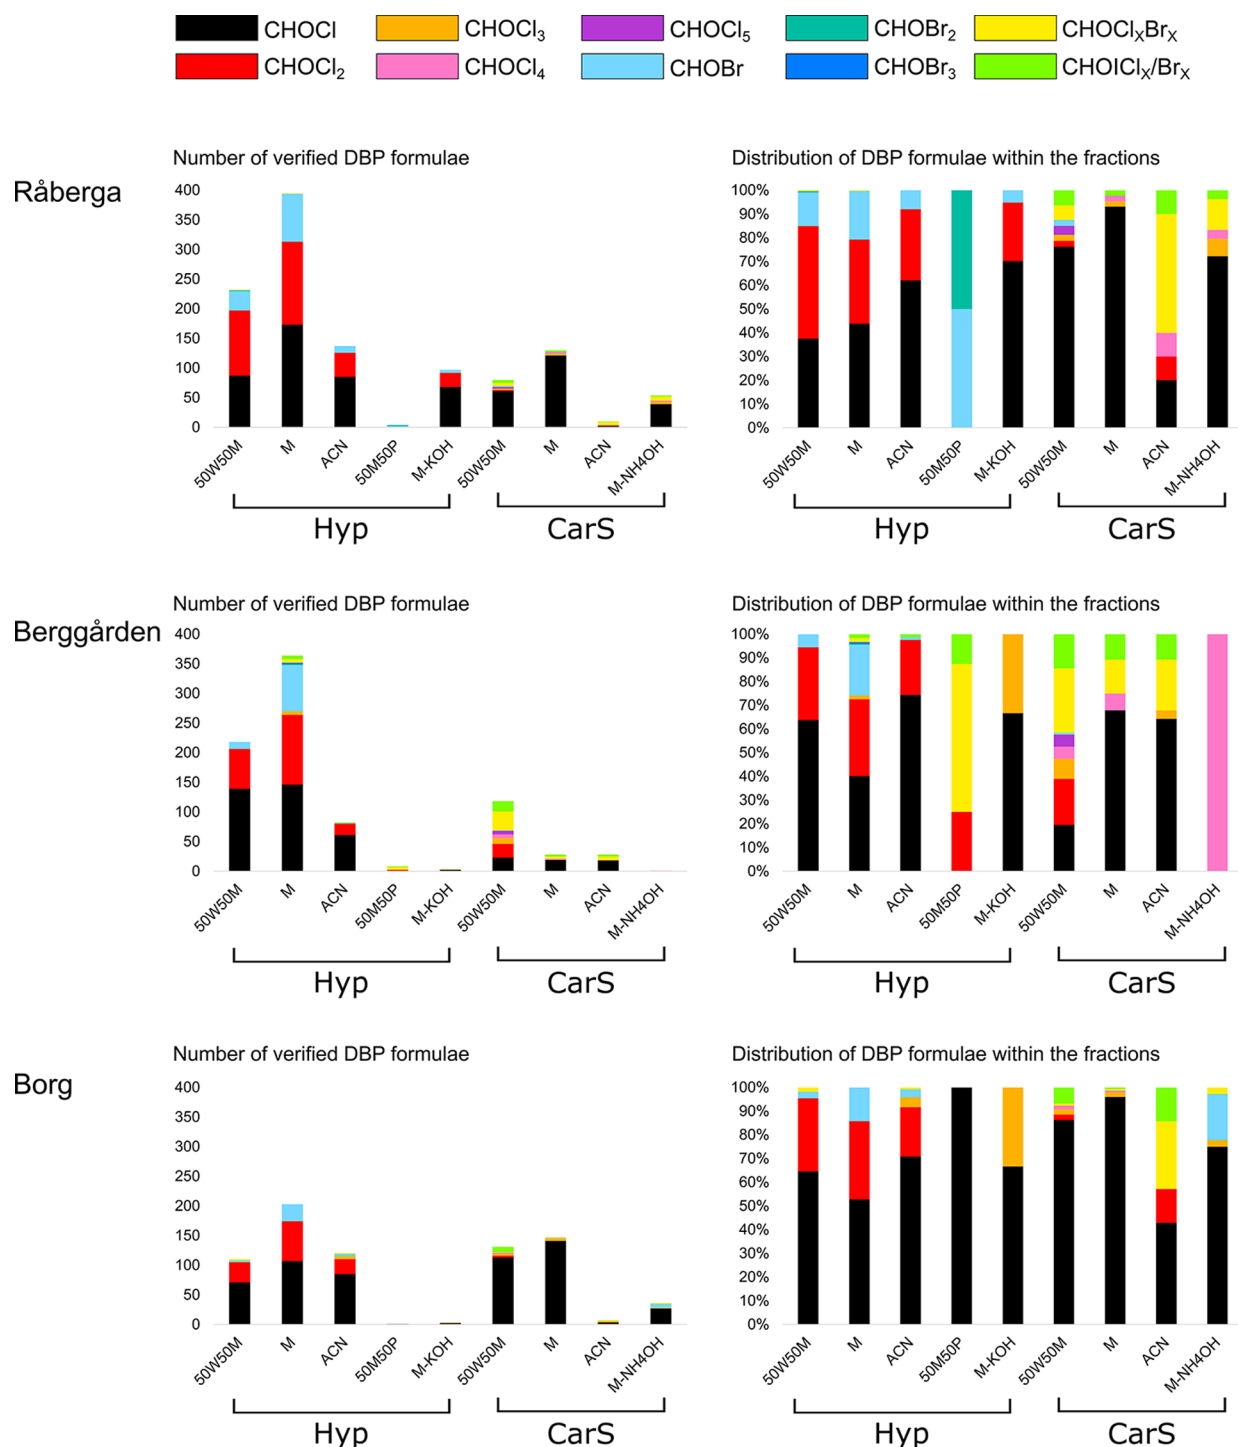 CHOCl CHOCl₃ CHOCl₅ CHOBr₂ CHOClₓBrₓ
CHOCl₂ CHOCl₄ CHOBr CHOBr₃ CHOIClₓ/Brₓ
Råberga
Number of verified DBP formulae
400
350
300
250
200
150
100
50
0
50W50M M ACN 50M50P M-KOH 50W50M M ACN M-NH4OH
Hyp CarS
Distribution of DBP formulae within the fractions
100%
90%
80%
70%
60%
50%
40%
30%
20%
10%
0%
50W50M M ACN 50M50P M-KOH 50W50M M ACN M-NH4OH
Hyp CarS
Berggården
Number of verified DBP formulae
400
350
300
250
200
150
100
50
0
50W50M M ACN 50M50P M-KOH 50W50M M ACN M-NH4OH
Hyp CarS
Distribution of DBP formulae within the fractions
100%
90%
80%
70%
60%
50%
40%
30%
20%
10%
0%
50W50M M ACN 50M50P M-KOH 50W50M M ACN M-NH4OH
Hyp CarS
Borg
Number of verified DBP formulae
400
350
300
250
200
150
100
50
0
50W50M M ACN 50M50P M-KOH 50W50M M ACN M-NH4OH
Hyp CarS
Distribution of DBP formulae within the fractions
100%
90%
80%
70%
60%
50%
40%
30%
20%
10%
0%
50W50M M ACN 50M50P M-KOH 50W50M M ACN M-NH4OH
Hyp CarS